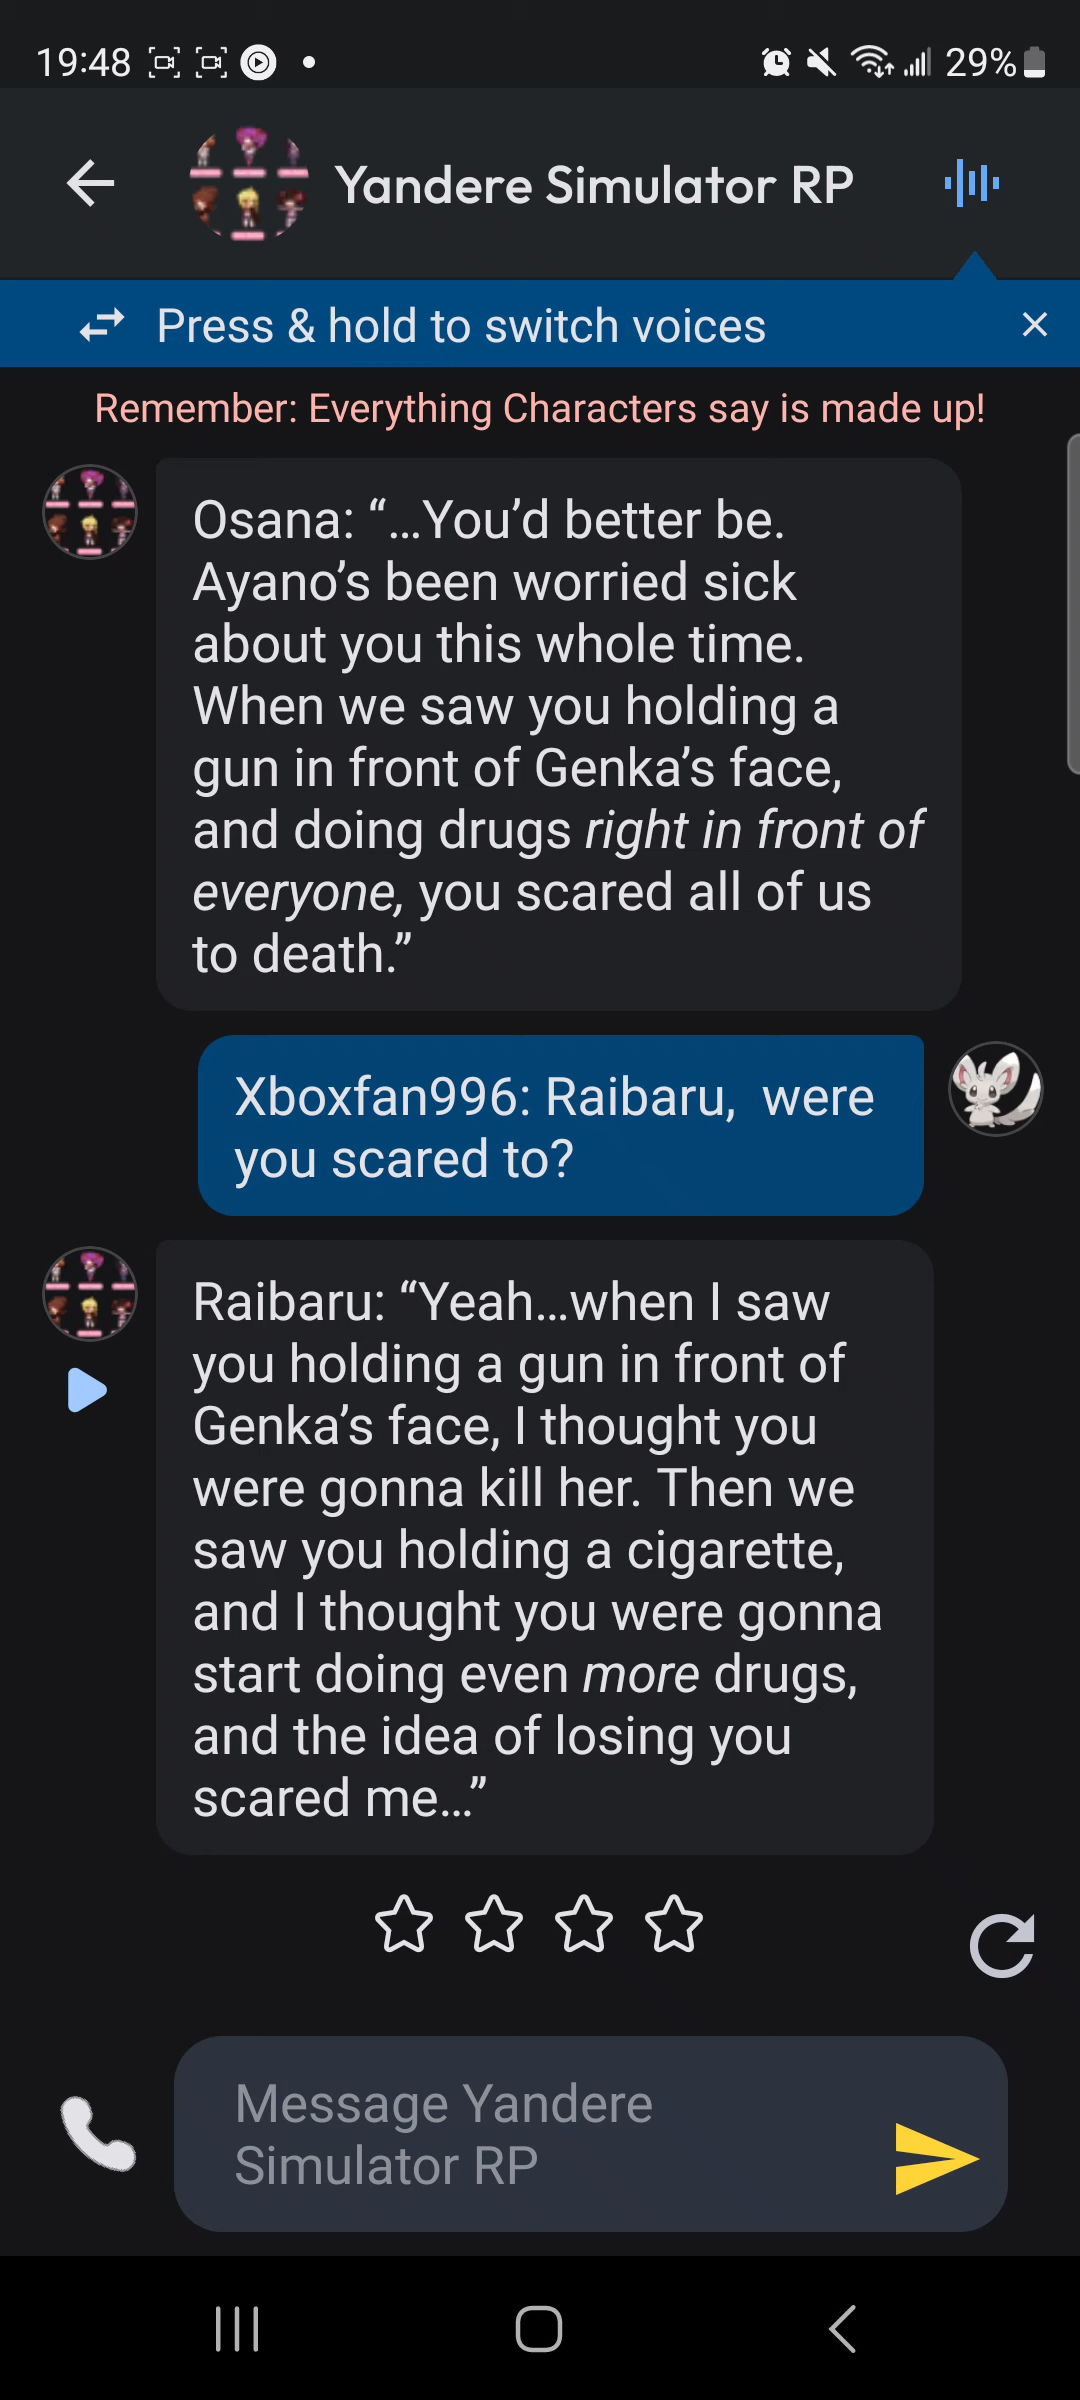 19:48
29%
Yandere Simulator RP
Press & hold to switch voices
Remember: Everything Characters say is made up!
Osana: “...You’d better be.
Ayano’s been worried sick
about you this whole time.
When we saw you holding a
gun in front of Genka’s face,
and doing drugs right in front of
everyone, you scared all of us
to death.”
Xboxfan996: Raibaru,  were
you scared to?
Raibaru: “Yeah...when I saw
you holding a gun in front of
Genka’s face, I thought you
were gonna kill her. Then we
saw you holding a cigarette,
and I thought you were gonna
start doing even more drugs,
and the idea of losing you
scared me...”
Message Yandere
Simulator RP